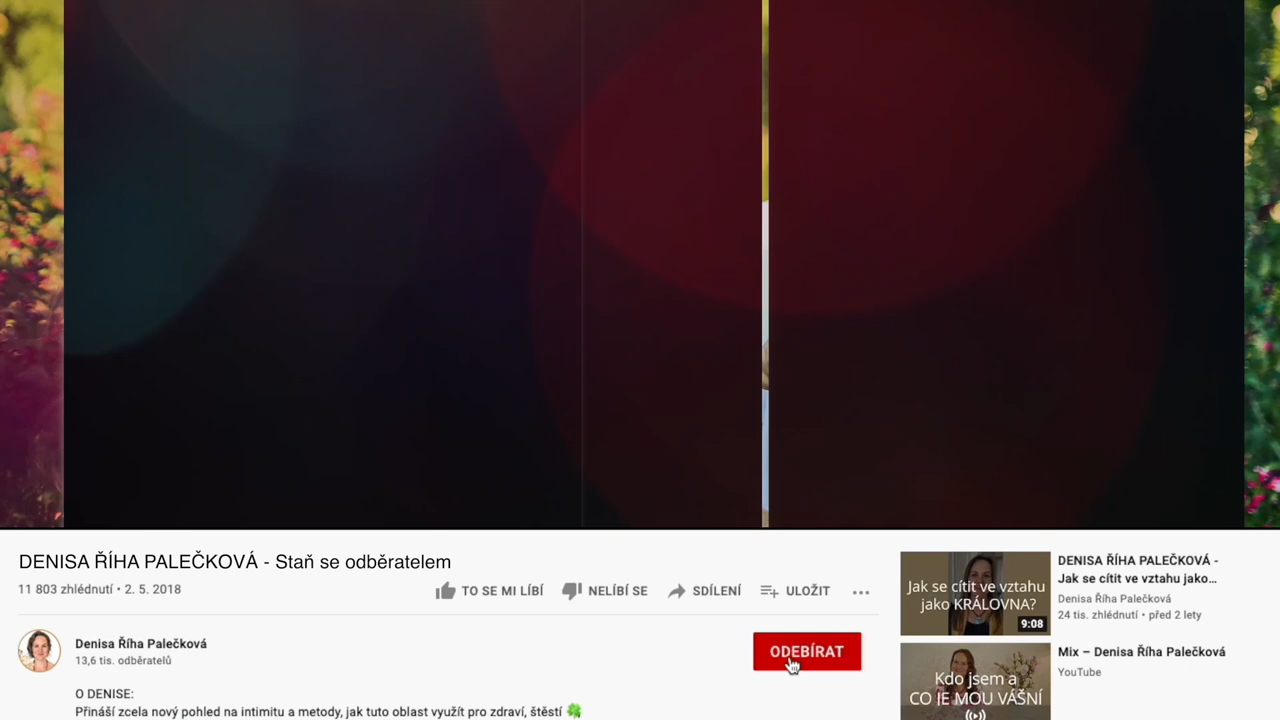 DENISA ŘÍHA PALEČKOVÁ - Staň se odběratelem
11 803 zhlédnutí • 2. 5. 2018
TO SE MI LÍBÍ
NELÍBÍ SE
SDÍLENÍ
ULOŽIT
Denisa Říha Palečková
13,6 tis. odběratelů
ODEBÍRAT
O DENISE:
Přináší zcela nový pohled na intimitu a metody, jak tuto oblast využít pro zdraví, štěstí 🍀
Jak se cítit ve vztahu
jako KRÁLOVNA?
9:08
DENISA ŘÍHA PALEČKOVÁ -
Jak se cítit ve vztahu jako…
Denisa Říha Palečková
24 tis. zhlédnutí • před 2 lety
Kdo jsem a
CO JE MOU VÁŠNÍ
Mix – Denisa Říha Palečková
YouTube